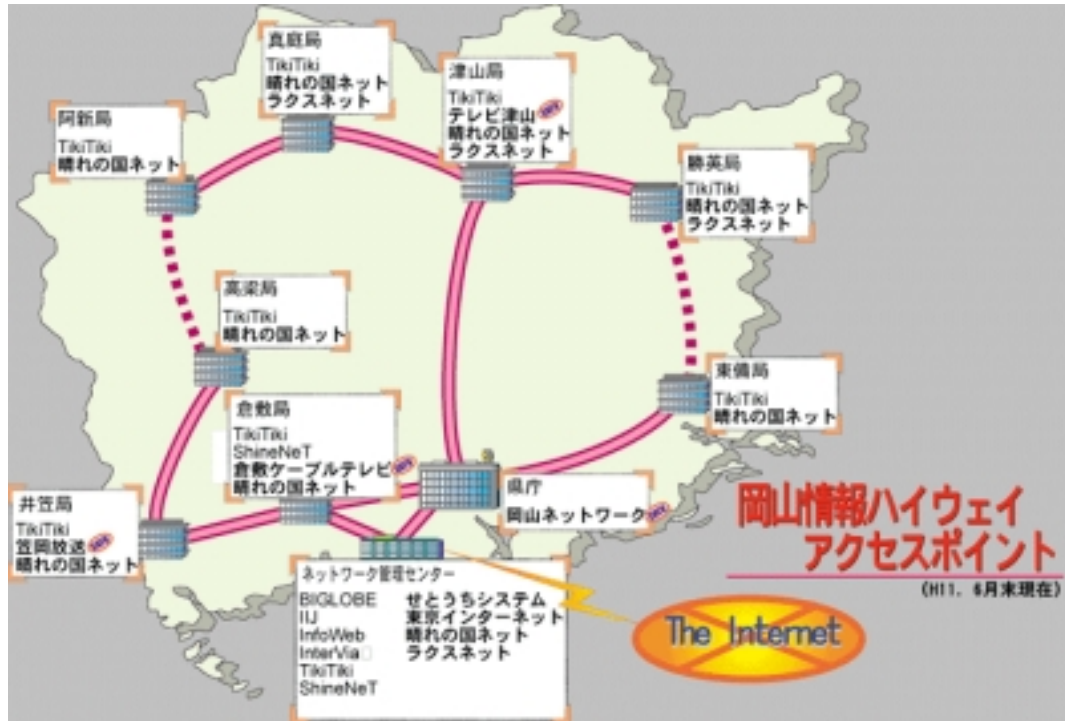 真庭局
TikiTiki
晴れの国ネット
ラクスネット
津山局
TikiTiki
テレビ津山
晴れの国ネット
ラクスネット
阿新局
TikiTiki
晴れの国ネット
勝英局
TikiTiki
晴れの国ネット
ラクスネット
高梁局
TikiTiki
晴れの国ネット
東備局
TikiTiki
晴れの国ネット
倉敷局
TikiTiki
ShineNeT
倉敷ケーブルテレビ
晴れの国ネット
県庁
岡山ネットワーク
井笠局
TikiTiki
笠岡放送
晴れの国ネット
岡山情報ハイウェイ
アクセスポイント
(H11. 6月末現在)
ネットワーク管理センター
BIGLOBE せとうちシステム
IIJ 東京インターネット
InfoWeb 晴れの国ネット
InterVia ラクスネット
TikiTiki
ShineNeT
The Internet